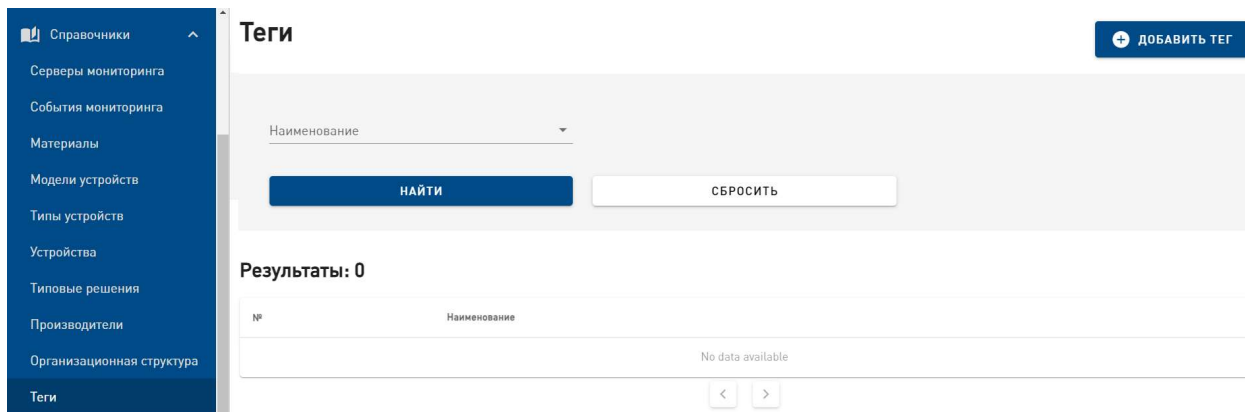 Справочники
Серверы мониторинга
События мониторинга
Материалы
Модели устройств
Типы устройств
Устройства
Типовые решения
Производители
Организационная структура
Теги
Теги
ДОБАВИТЬ ТЕГ
Наименование
НАЙТИ
СБРОСИТЬ
Результаты: 0
№ Наименование
No data available